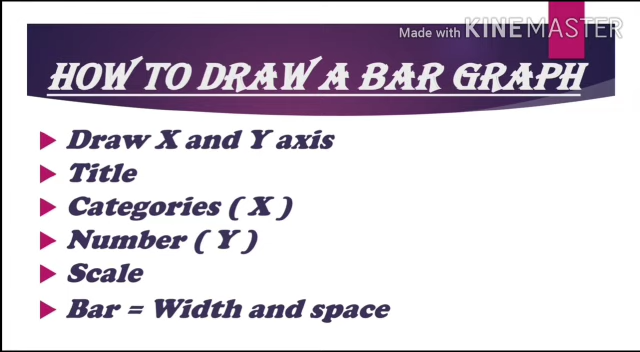 Made with KINEMASTER
HOW TO DRAW A BAR GRAPH
Draw X and Y axis
Title
Categories ( X )
Number ( Y )
Scale
Bar = Width and space